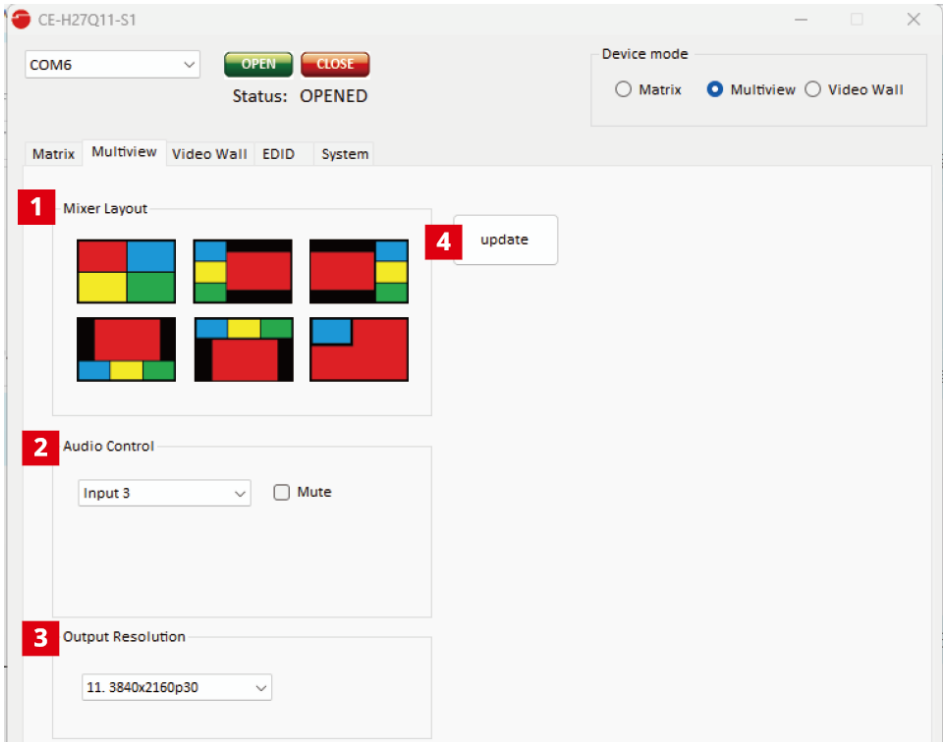 CE-H27Q11-S1
COM6
OPEN
CLOSE
Status: OPENED
Device mode
Matrix
Multiview
Video Wall
Matrix
Multiview
Video Wall
EDID
System
1
Mixer Layout
4
update
2
Audio Control
Input 3
Mute
3
Output Resolution
11. 3840x2160p30